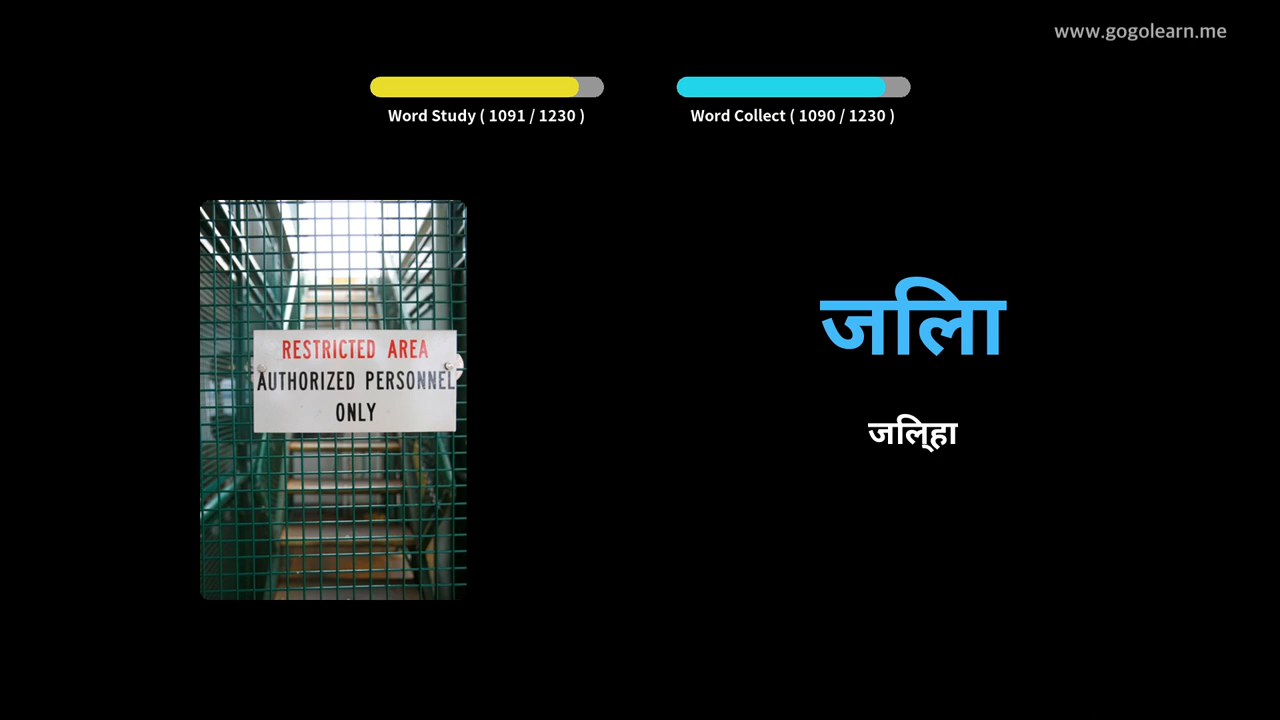 www.gogolearn.me
Word Study ( 1091 / 1230 )
Word Collect ( 1090 / 1230 )
RESTRICTED AREA
AUTHORIZED PERSONNEL
ONLY
जलिा
जलि्हा